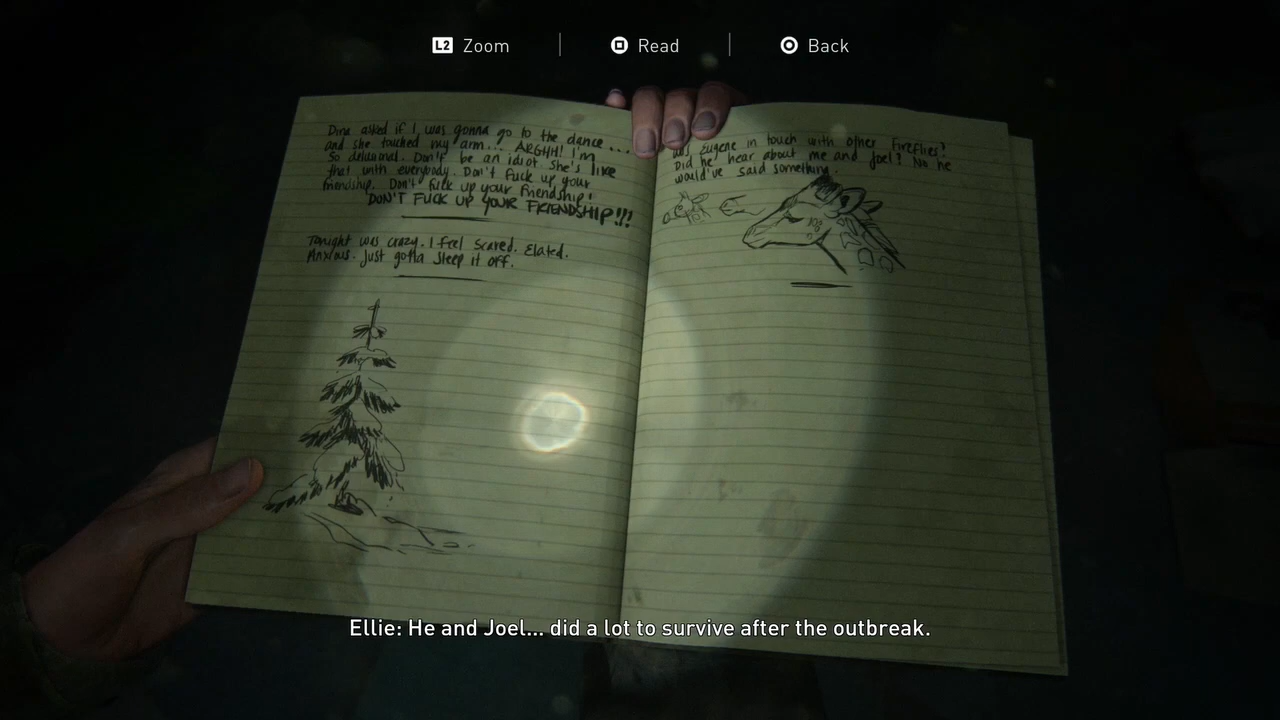 L2 Zoom | Read | Back
Dina asked if I was gonna go to the dance...
and she touched my arm... ARGHH! I'm
so delusional. Don't be an idiot. She's like
that with everybody. Don't fuck up your
friendship. Don't fuck up your friendship!
DON'T FUCK UP YOUR FRIENDSHIP!!!
Tonight was crazy. I feel scared. Elated.
Anxious. Just gotta sleep it off.
Was Eugene in touch with other Fireflies?
Did he hear about me and Joel? No he
would've said something.
Ellie: He and Joel... did a lot to survive after the outbreak.